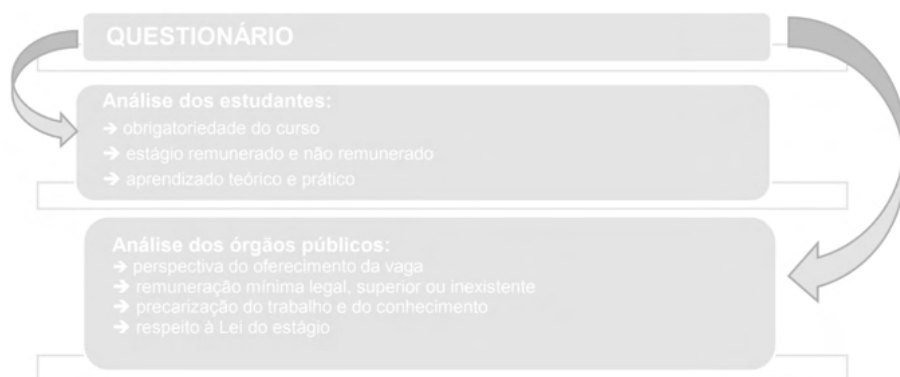 QUESTIONÁRIO
Análise dos estudantes:
→ obrigatoriedade do curso
→ estágio remunerado e não remunerado
→ aprendizado teórico e prático
Análise dos órgãos públicos:
→ perspectiva do oferecimento da vaga
→ remuneração mínima legal, superior ou inexistente
→ precarização do trabalho e do conhecimento
→ respeito à Lei do estágio